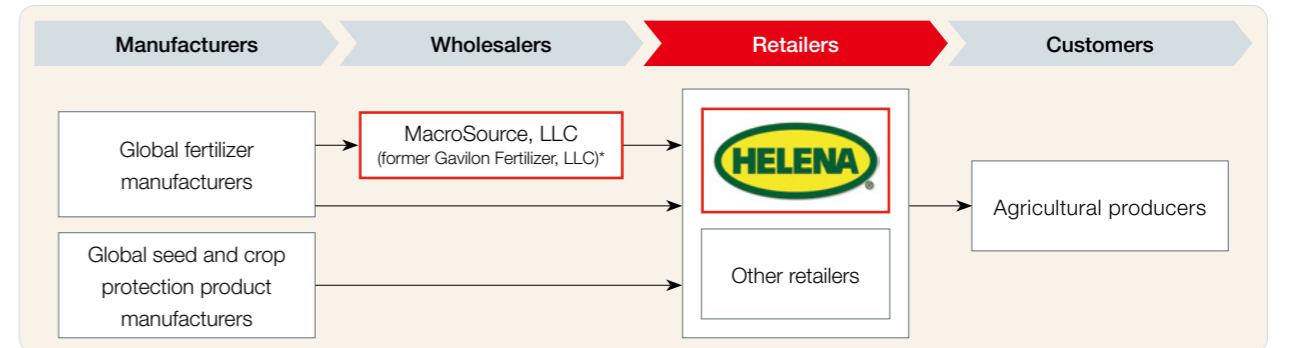 Manufacturers
Wholesalers
Retailers
Customers
Global fertilizer
manufacturers
MacroSource, LLC
(former Gavilon Fertilizer, LLC)*
HELENA
®
Agricultural producers
Global seed and crop
protection product
manufacturers
Other retailers